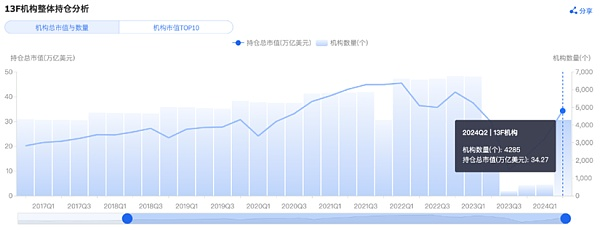 13F机构整体持仓分析
分享
机构总市值与数量 机构市值TOP10
持仓总市值(万亿美元) 机构数量(个)
持仓总市值(万亿美元) 机构数量(个)
50 7,000
40 6,000
5,000
30 4,000
20 3,000
2,000
10 1,000
0 0
2024Q2 | 13F机构
机构数量(个): 4285
持仓总市值(万亿美元): 34.27
2017Q1 2017Q3 2018Q1 2018Q3 2019Q1 2019Q3 2020Q1 2020Q3 2021Q1 2021Q3 2022Q1 2022Q3 2023Q1 2023Q3 2024Q1